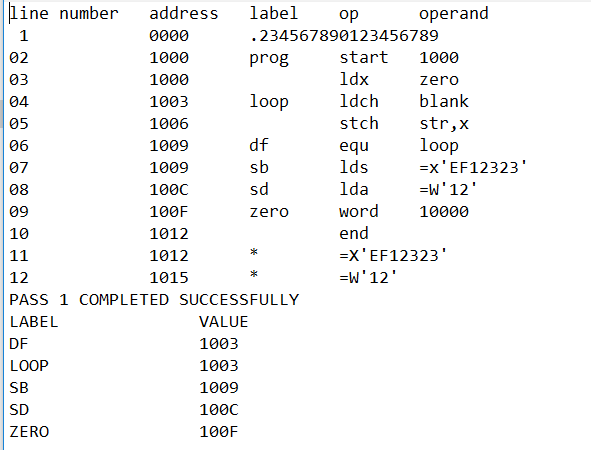 line number address label op operand
1 0000 .234567890123456789
02 1000 prog start 1000
03 1000 ldx zero
04 1003 loop ldch blank
05 1006 stch str,x
06 1009 df equ loop
07 1009 sb lds =x'EF12323'
08 100C sd lda =W'12'
09 100F zero word 10000
10 1012 end
11 1012 * =X'EF12323'
12 1015 * =W'12'
PASS 1 COMPLETED SUCCESSFULLY
LABEL VALUE
DF 1003
LOOP 1003
SB 1009
SD 100C
ZERO 100F